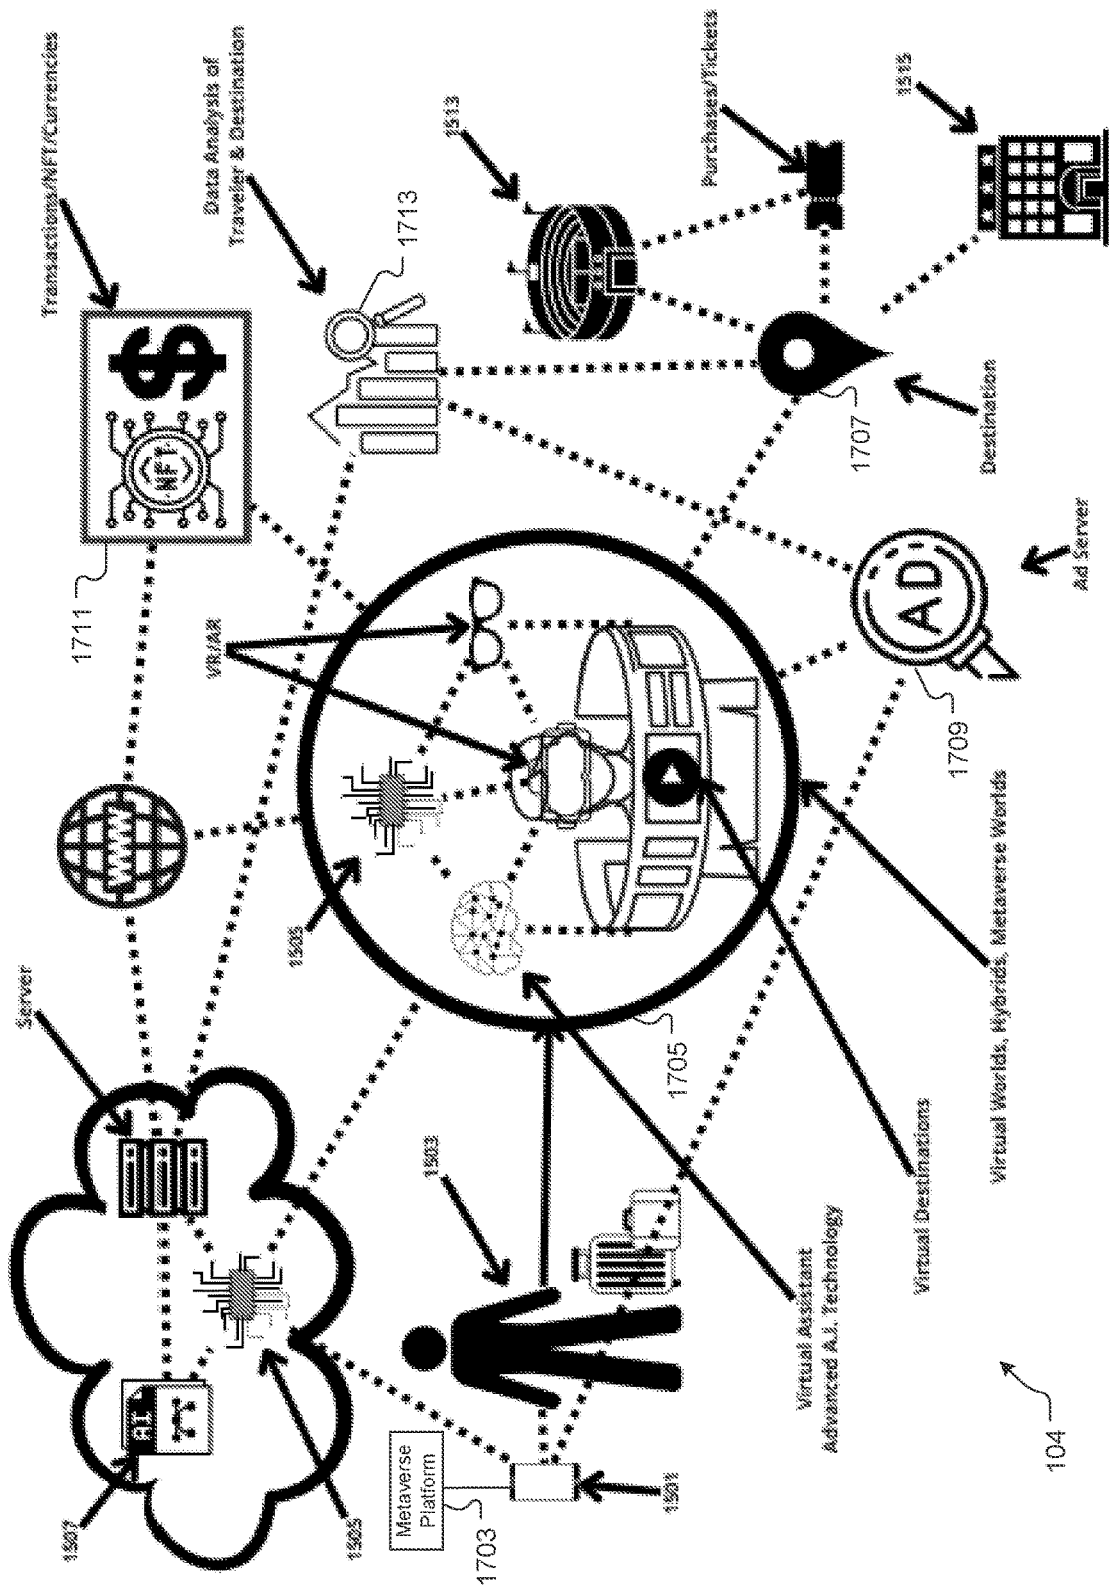 Server
1507
AI
1505
WWW
1711
Transactions/NFT/Currencies
NFT
$
Data Analysis of
Traveler & Destination
1713
VR/AR
1505
Metaverse
Platform
1703
1501
1503
1705
1513
Purchases/Tickets
1515
1707
Destination
AD
1709
Ad Server
Virtual Assistant
Advanced A.I. Technology
Virtual Destinations
Virtual Worlds, Hybrids, Metaverse Worlds
104